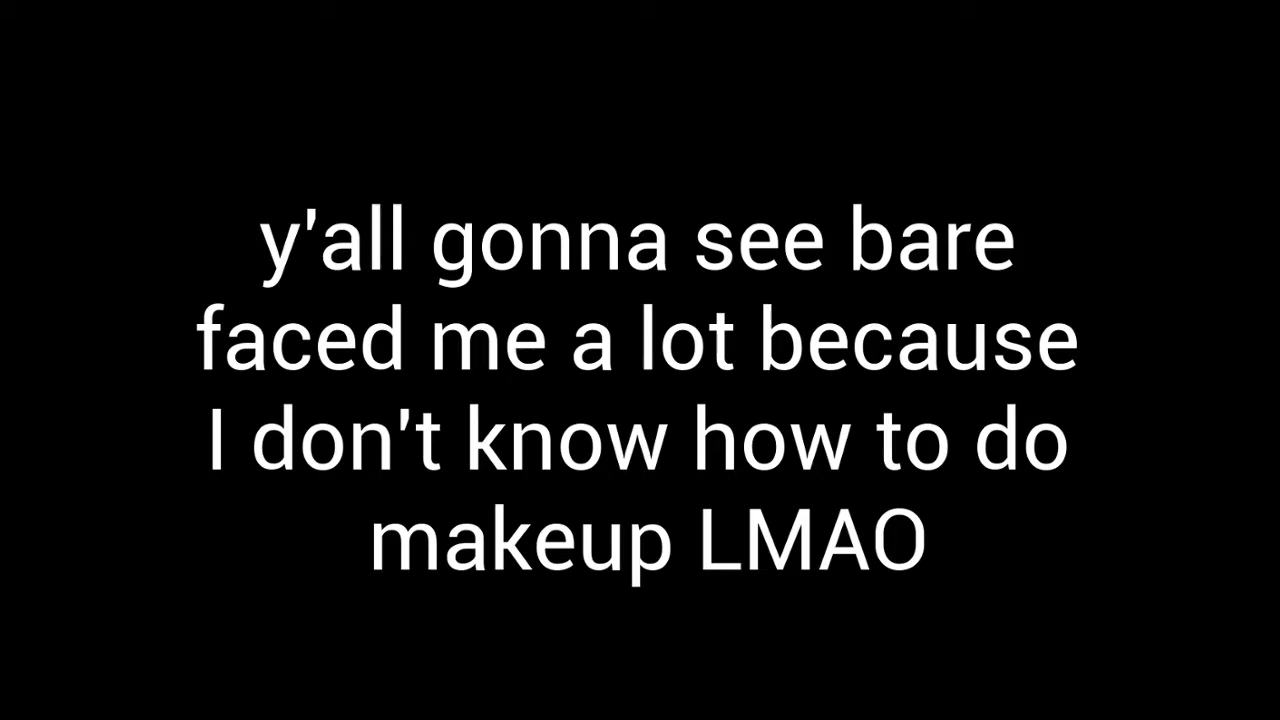 y'all gonna see bare
faced me a lot because
I don't know how to do
makeup LMAO